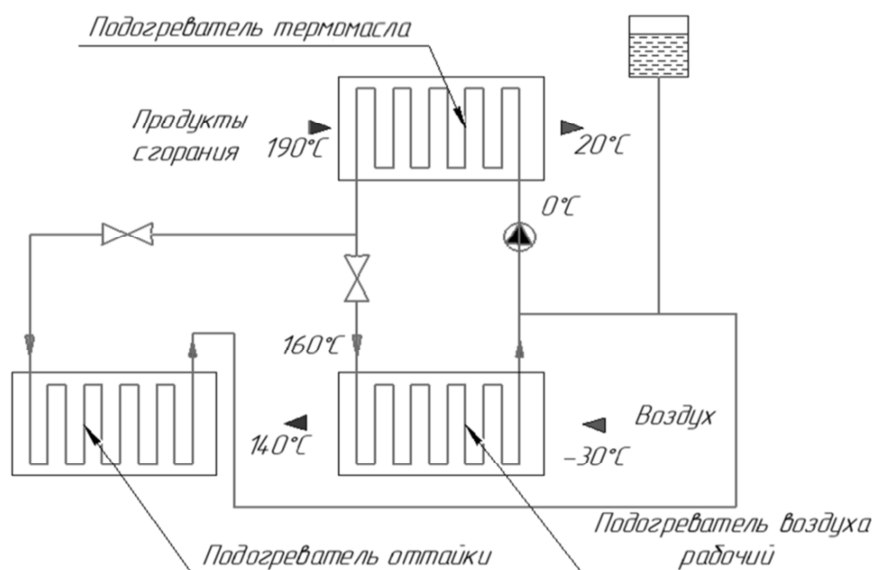 Подогреватель термомасла
Продукты
сгорания
190°C
20°C
0°C
160°C
140°C
Воздух
-30°C
Подогреватель воздуха
рабочий
Подогреватель оттайки